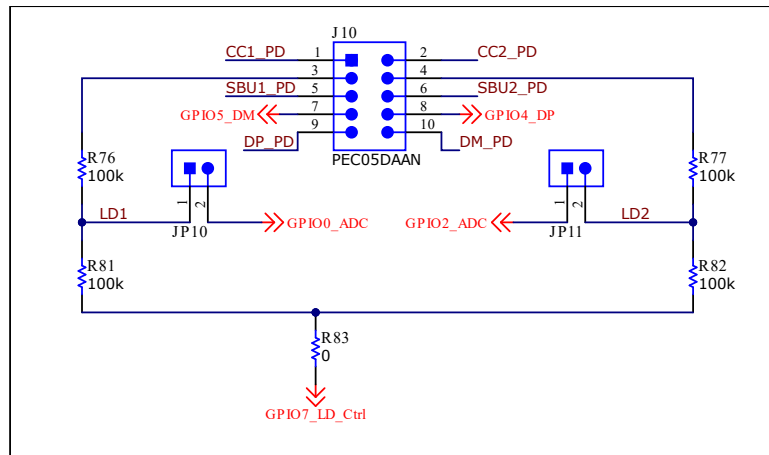 J10
CC1_PD 1 2 CC2_PD
3 4
SBU1_PD 5 6 SBU2_PD
GPIO5_DM 7 8 GPIO4_DP
9 10
DP_PD PEC05DAAN DM_PD
R76
100k
R77
100k
1 2
1 2
LD1
JP10
GPIO0_ADC
GPIO2_ADC
JP11
LD2
R81
100k
R82
100k
R83
0
GPIO7_LD_Ctrl